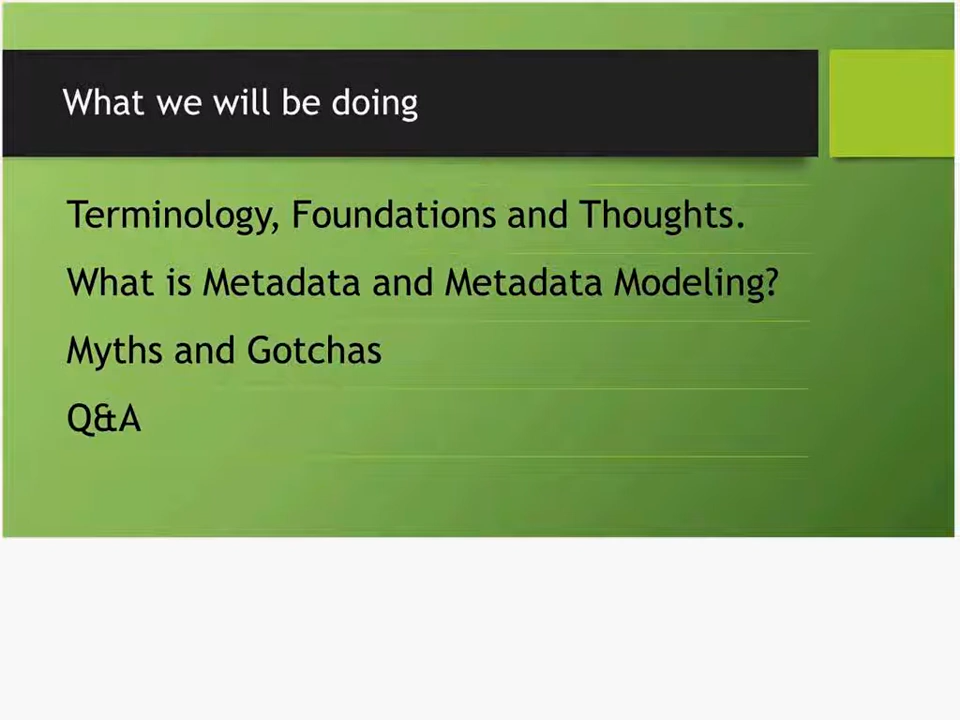 What we will be doing
Terminology, Foundations and Thoughts.
What is Metadata and Metadata Modeling?
Myths and Gotchas
Q&A